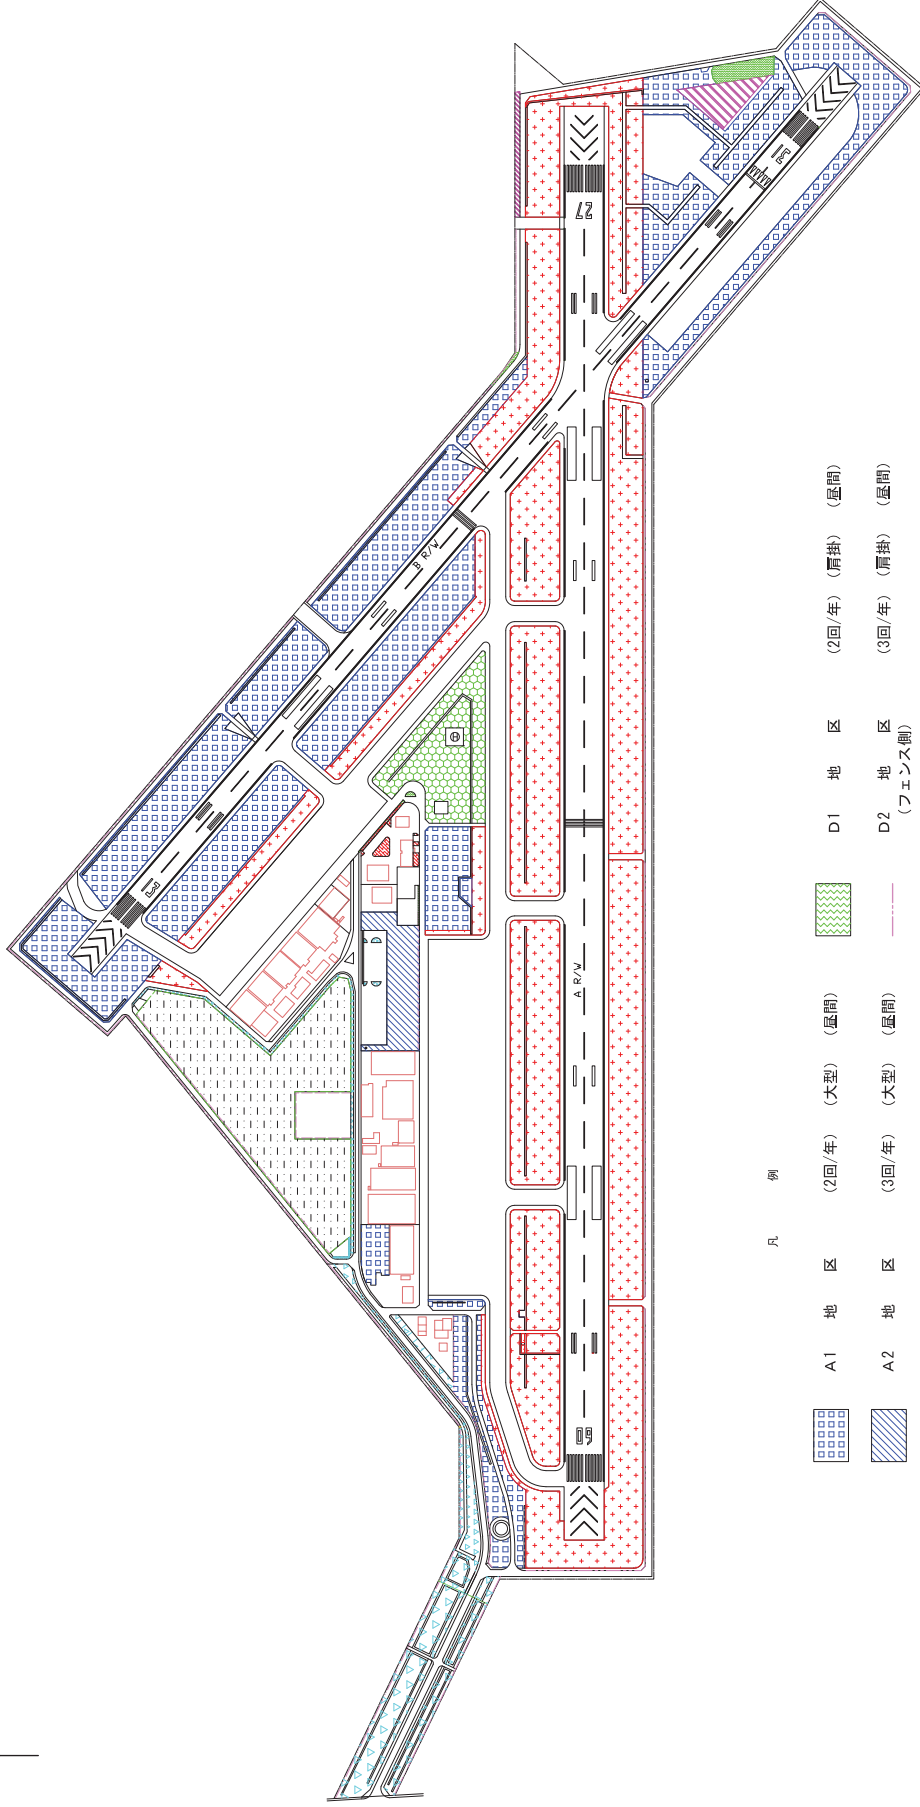 27
31
13
B R/W
A R/W
09
凡 例
A1 地 区 (2回/年) (大型) (昼間)
A2 地 区 (3回/年) (大型) (昼間)
D1 地 区 (2回/年) (肩掛) (昼間)
D2 地 区 (3回/年) (肩掛) (昼間)
(フェンス側)